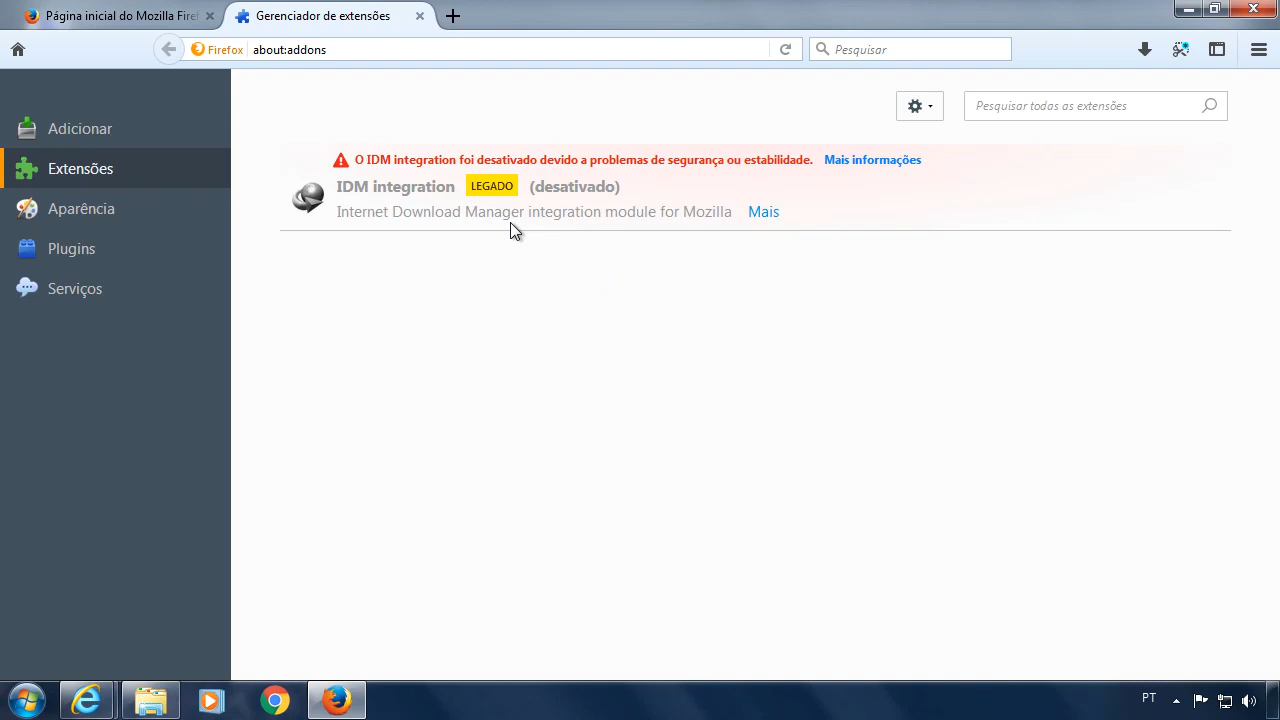 Página inicial do Mozilla Firef
Gerenciador de extensões
Firefox
about:addons
Pesquisar
Adicionar
Extensões
Aparência
Plugins
Serviços
Pesquisar todas as extensões
O IDM integration foi desativado devido a problemas de segurança ou estabilidade. Mais informações
IDM integration LEGADO (desativado)
Internet Download Manager integration module for Mozilla Mais
PT